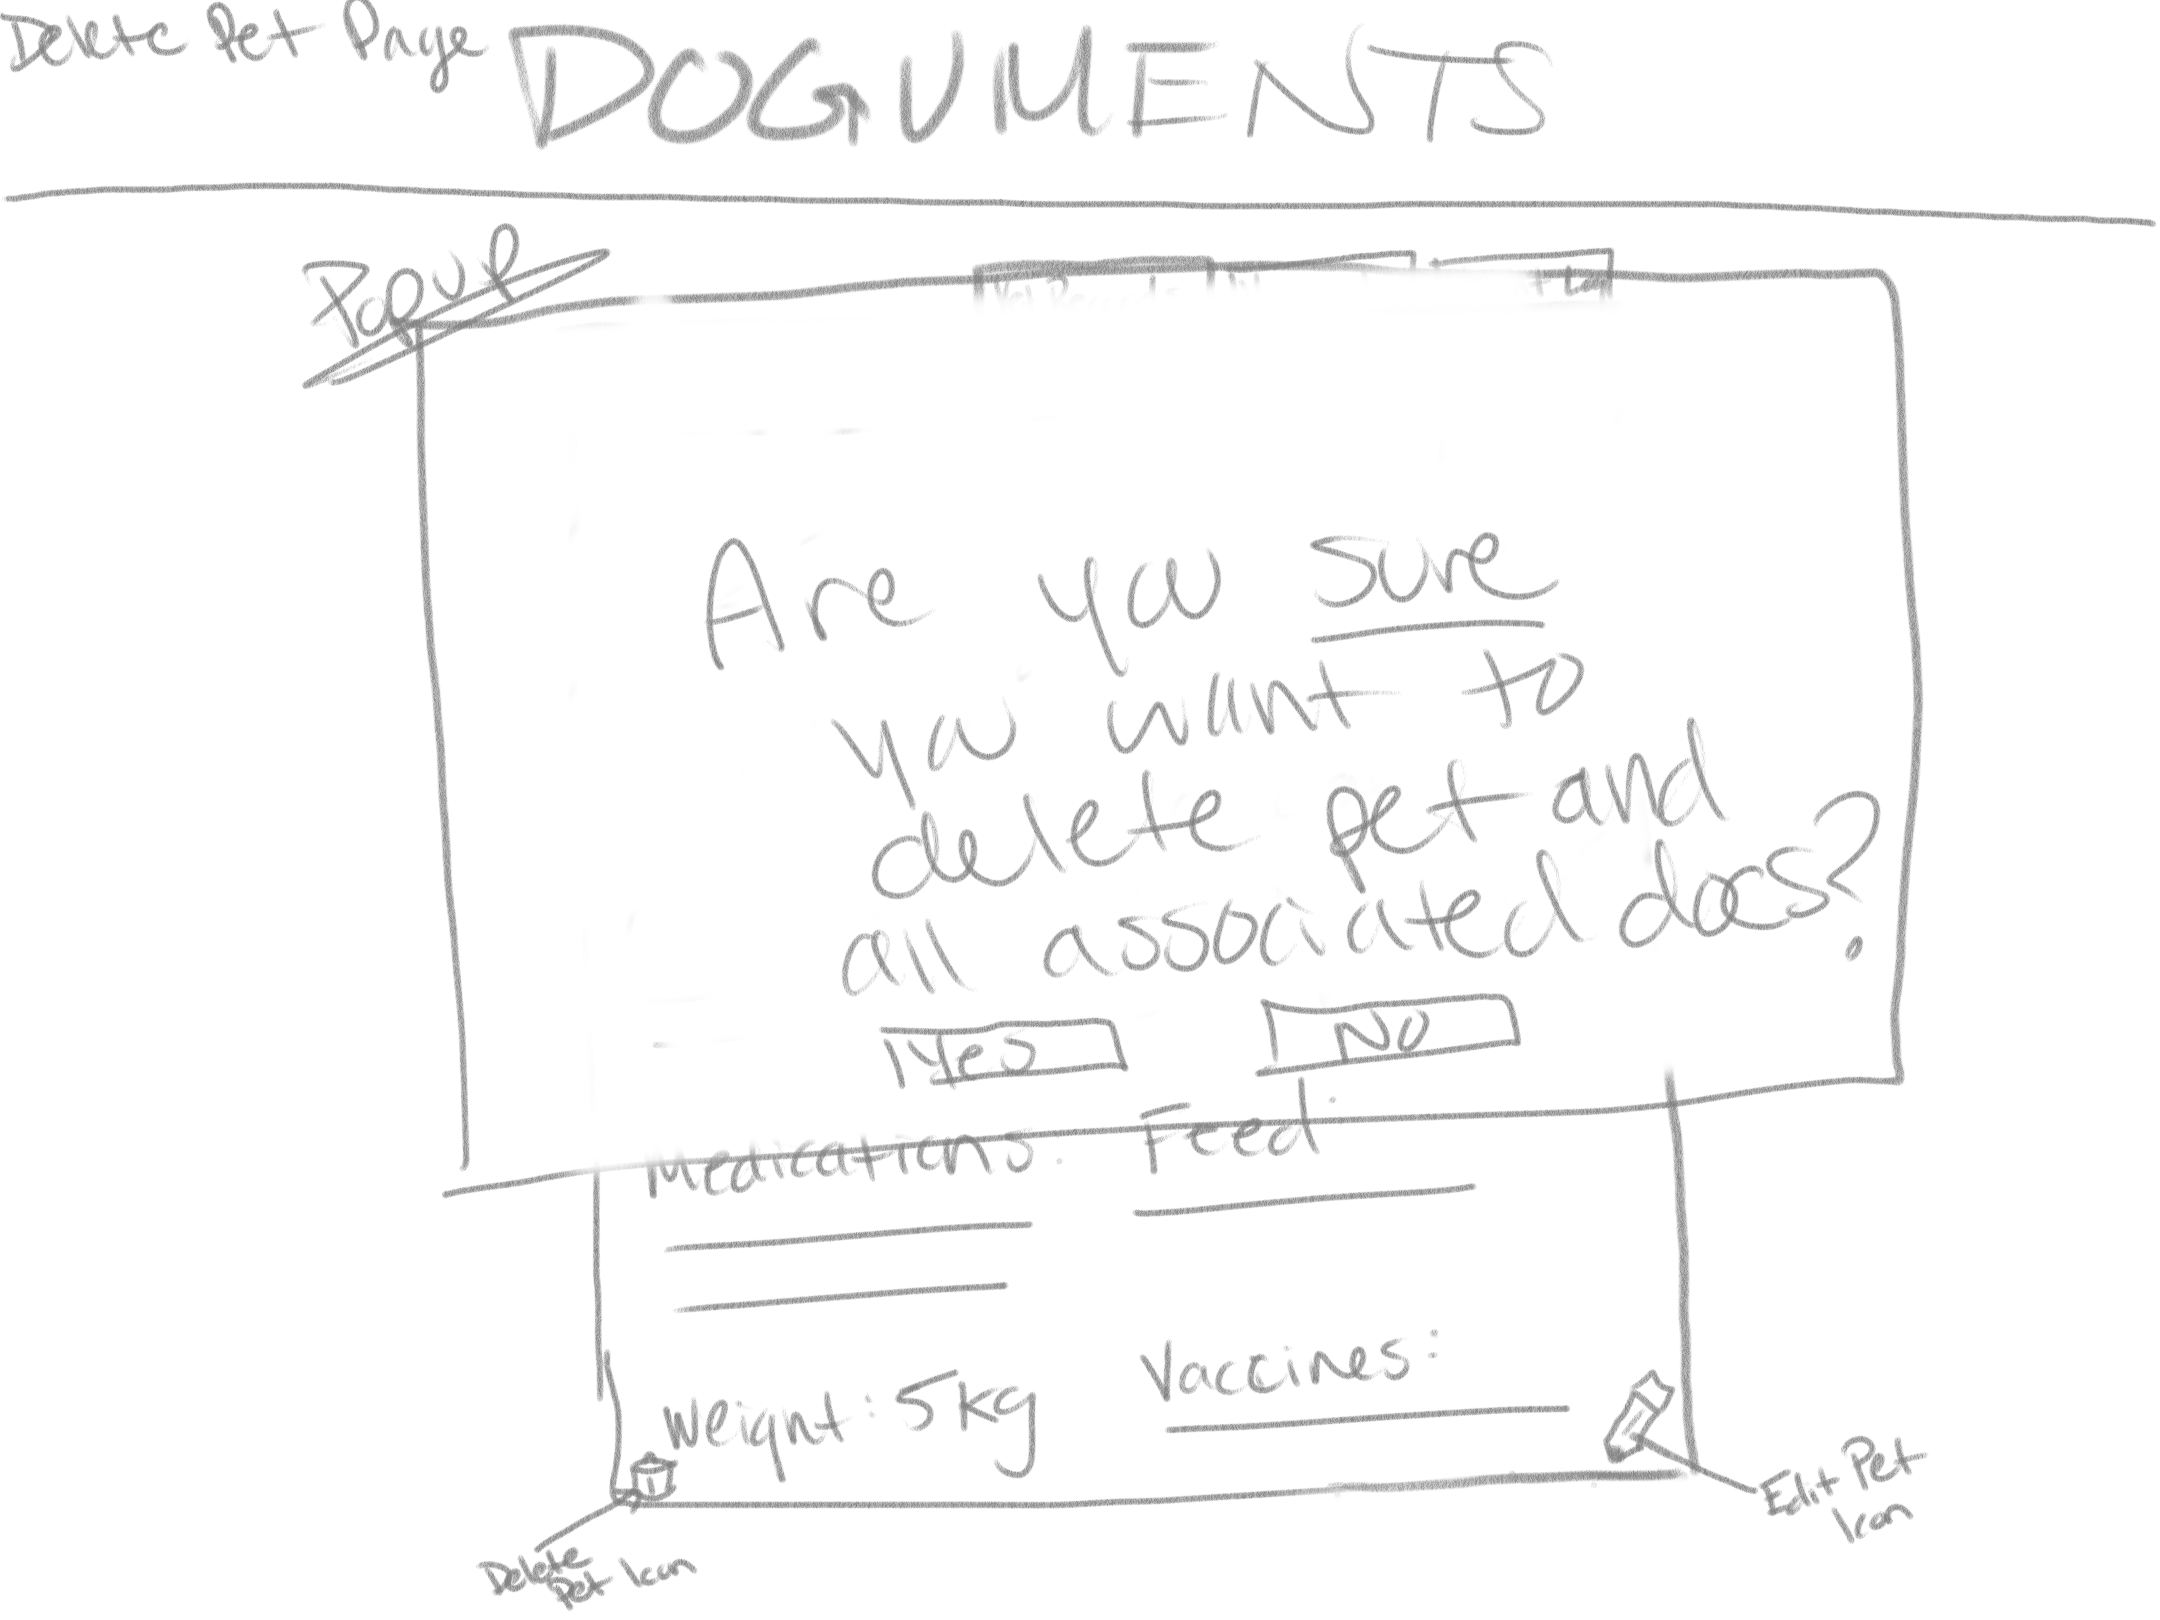 Delete Pet Page
DOGUMENTS
Popup
Are you sure
you want to
delete pet and
all associated docs?
Yes
No
Medications: Feed
Weight: 5kg
Vaccines:
Edit Pet
Icon
Delete
Pet Icon